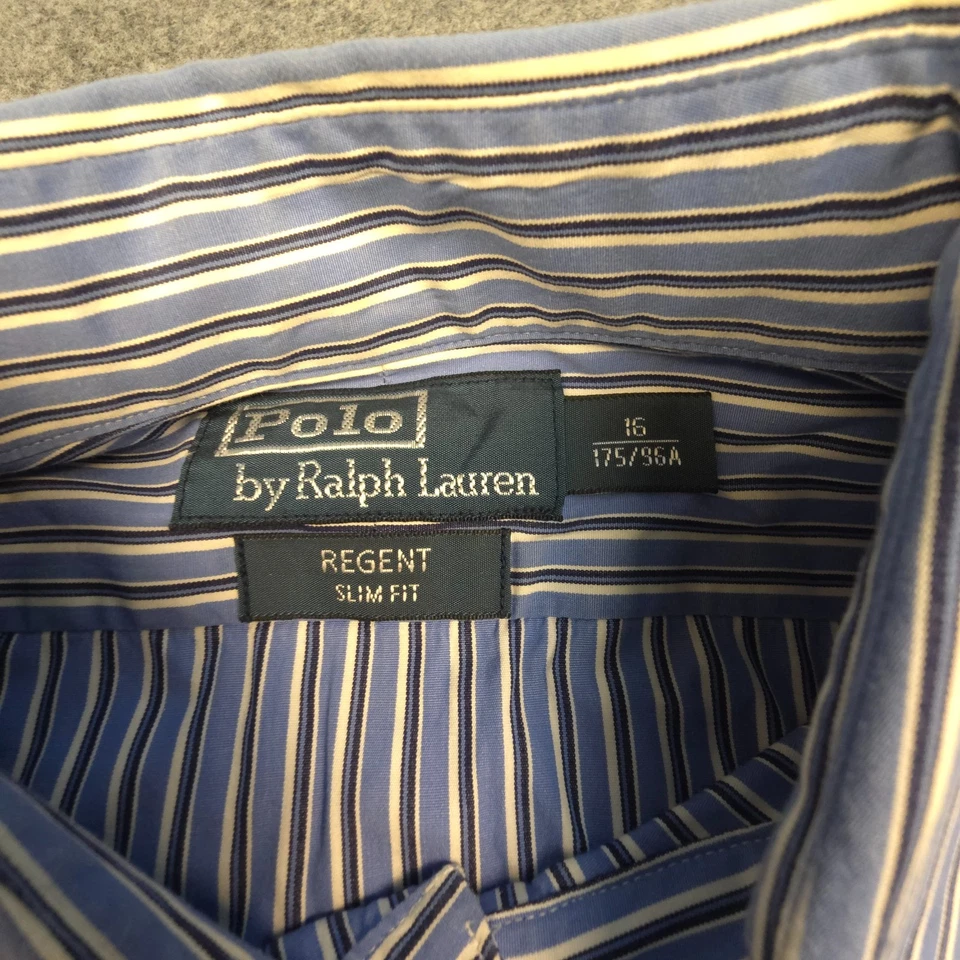 Polo
by Ralph Lauren
16
175/96A
REGENT
SLIM FIT